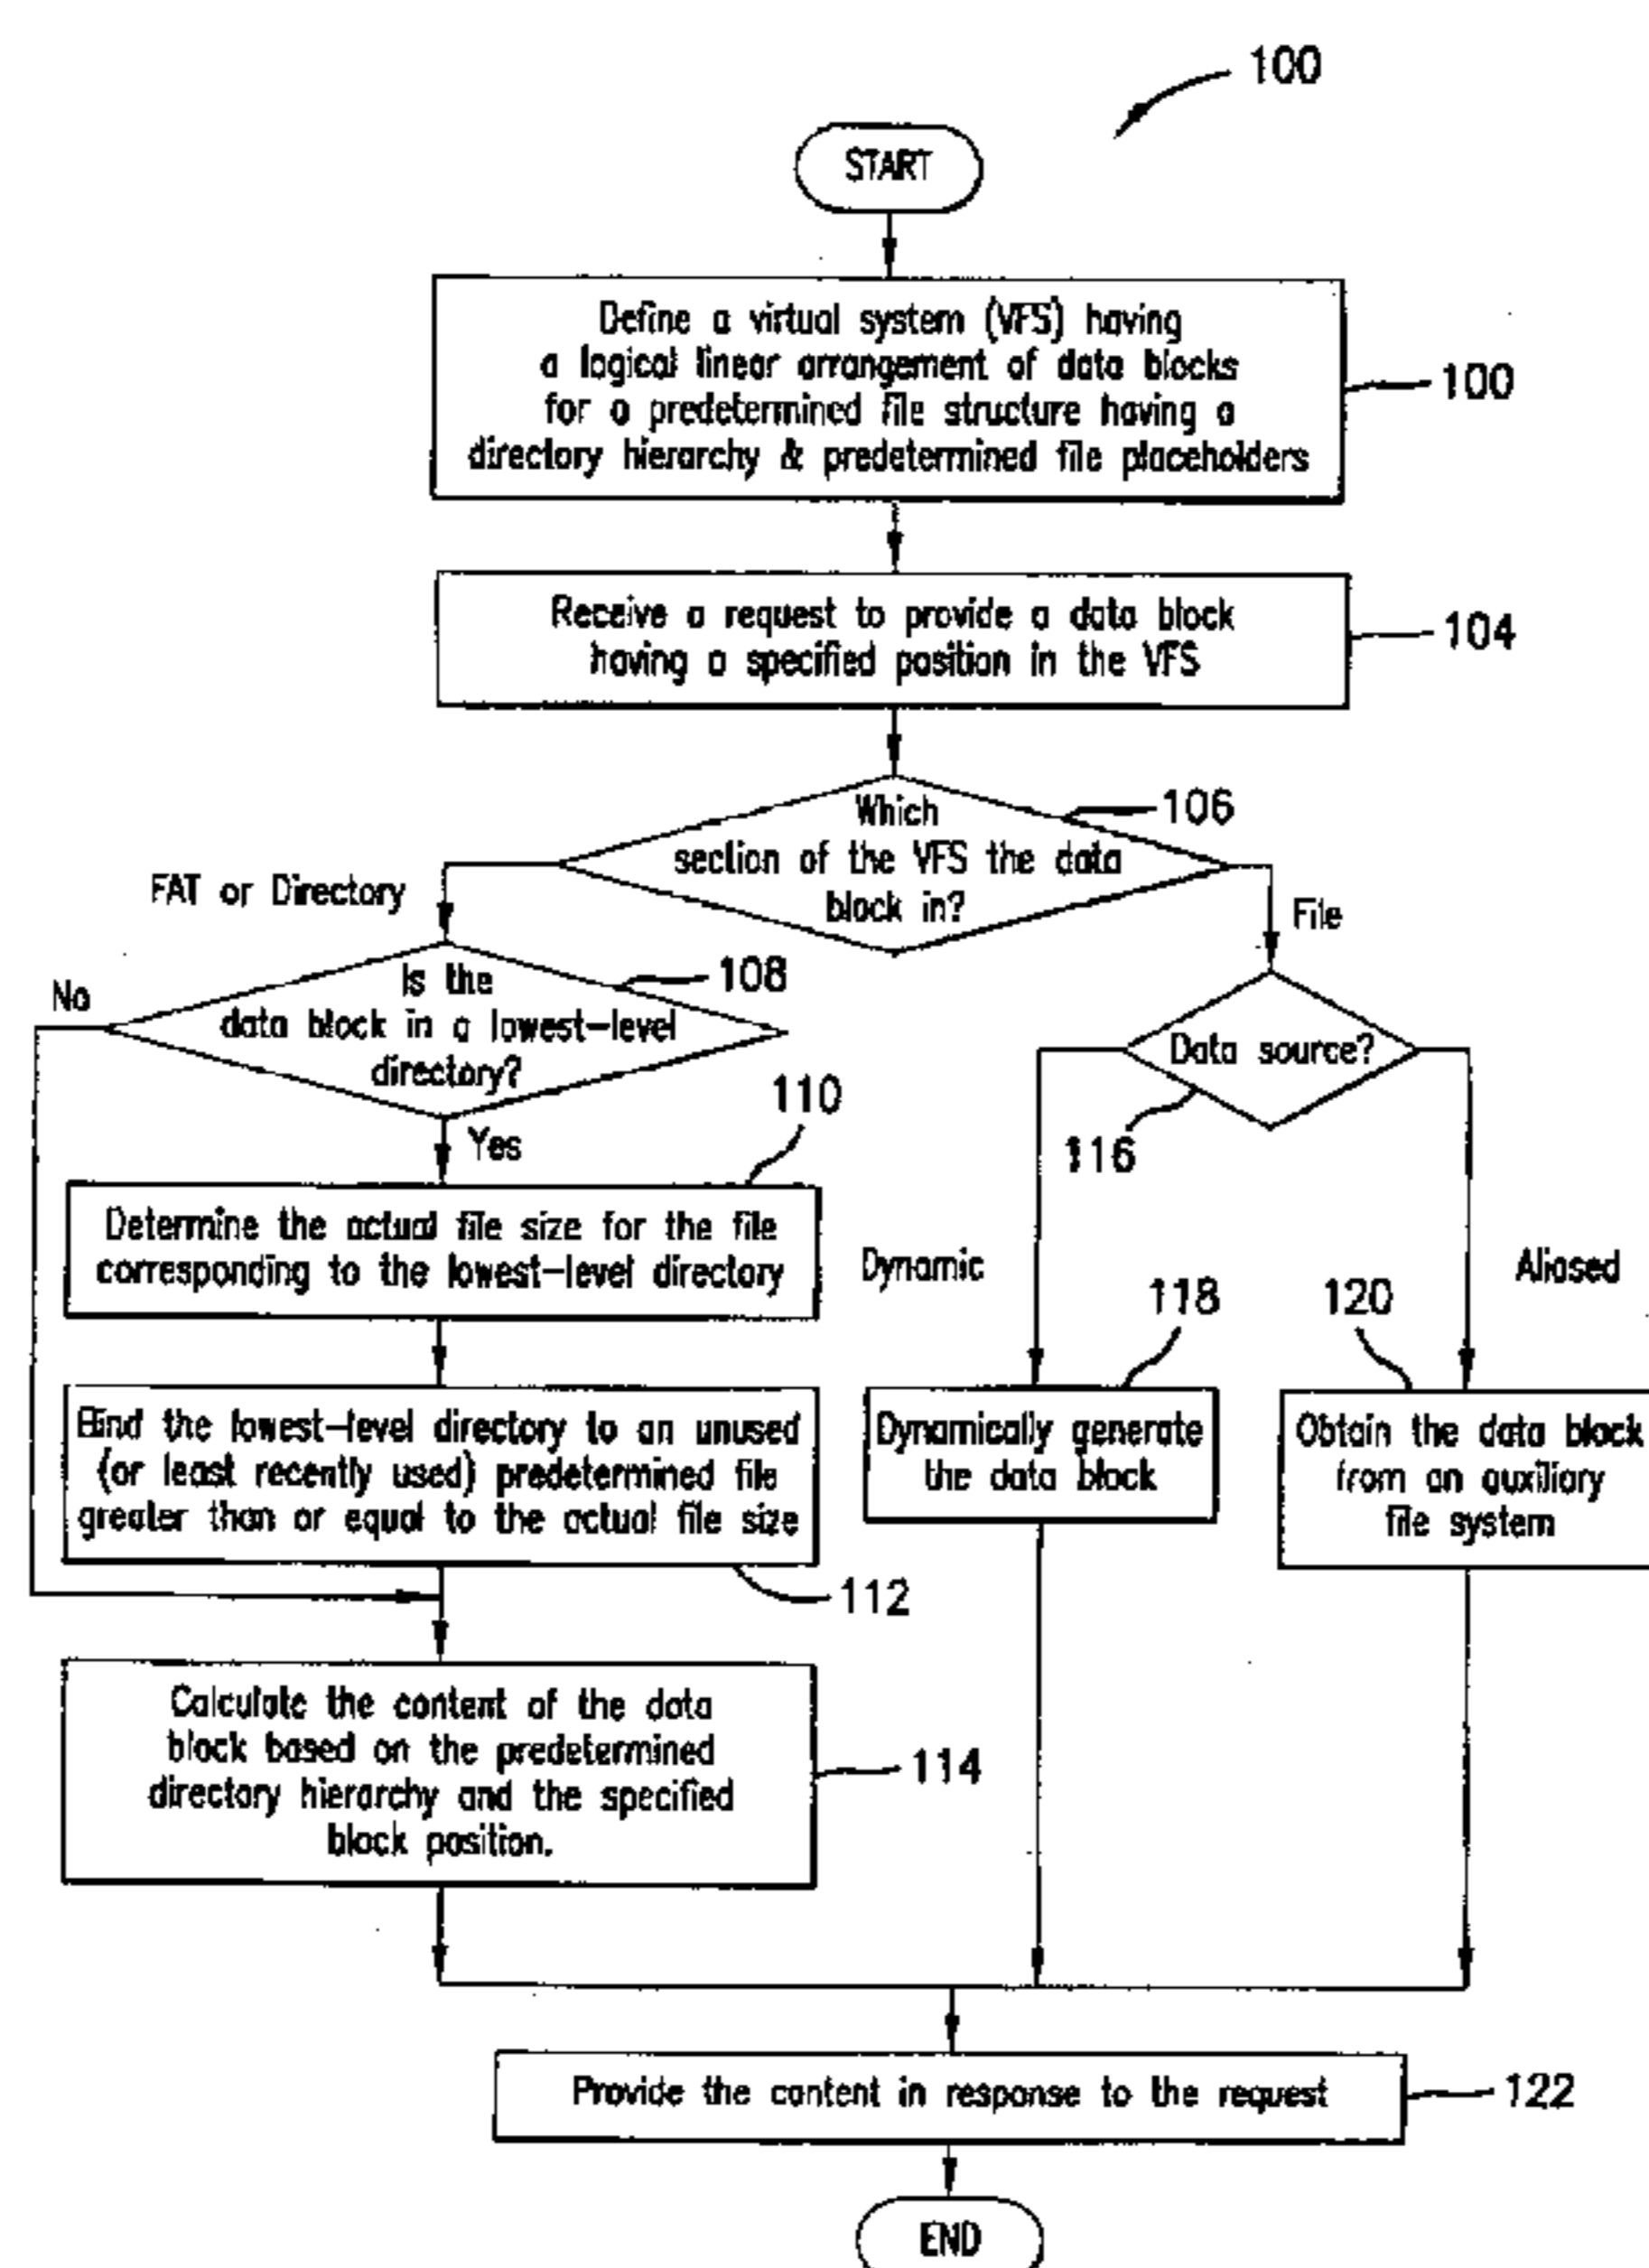 100
START
Define a virtual system (VFS) having
a logical linear arrangement of data blocks
for a predetermined file structure having a
directory hierarchy & predetermined file placeholders
100
Receive a request to provide a data block
having a specified position in the VFS
104
Which
section of the VFS the data
block in?
106
FAT or Directory
File
Is the
data block in a lowest-level
directory?
108
No
Yes
Data source?
116
110
Determine the actual file size for the file
corresponding to the lowest-level directory
Dynamic
Aliased
118
120
Bind the lowest-level directory to an unused
(or least recently used) predetermined file
greater than or equal to the actual file size
112
Dynamically generate
the data block
Obtain the data block
from an auxiliary
file system
Calculate the content of the data
block based on the predetermined
directory hierarchy and the specified
block position.
114
Provide the content in response to the request
122
END